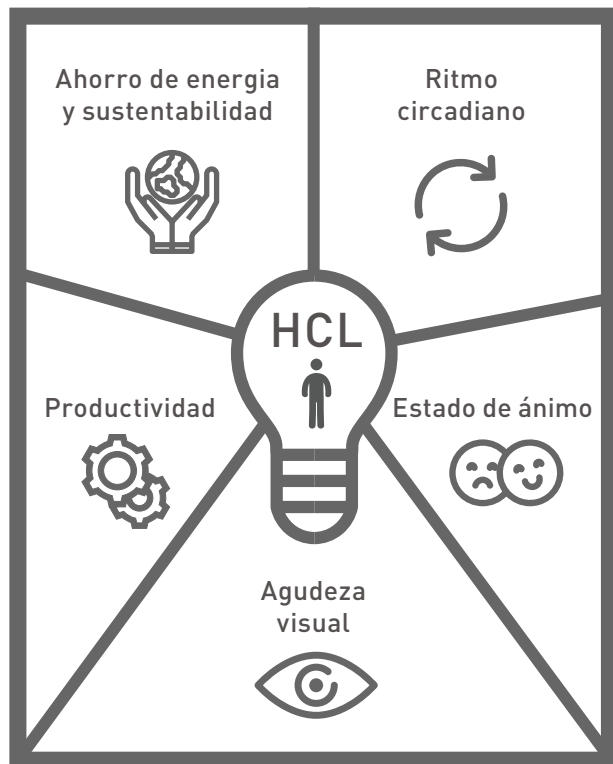 Ahorro de energia
y sustentabilidad
Ritmo
circadiano
HCL
Productividad
Estado de ánimo
Agudeza
visual